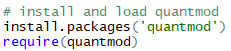 # install and load quantmod
install.packages('quantmod')
require(quantmod)